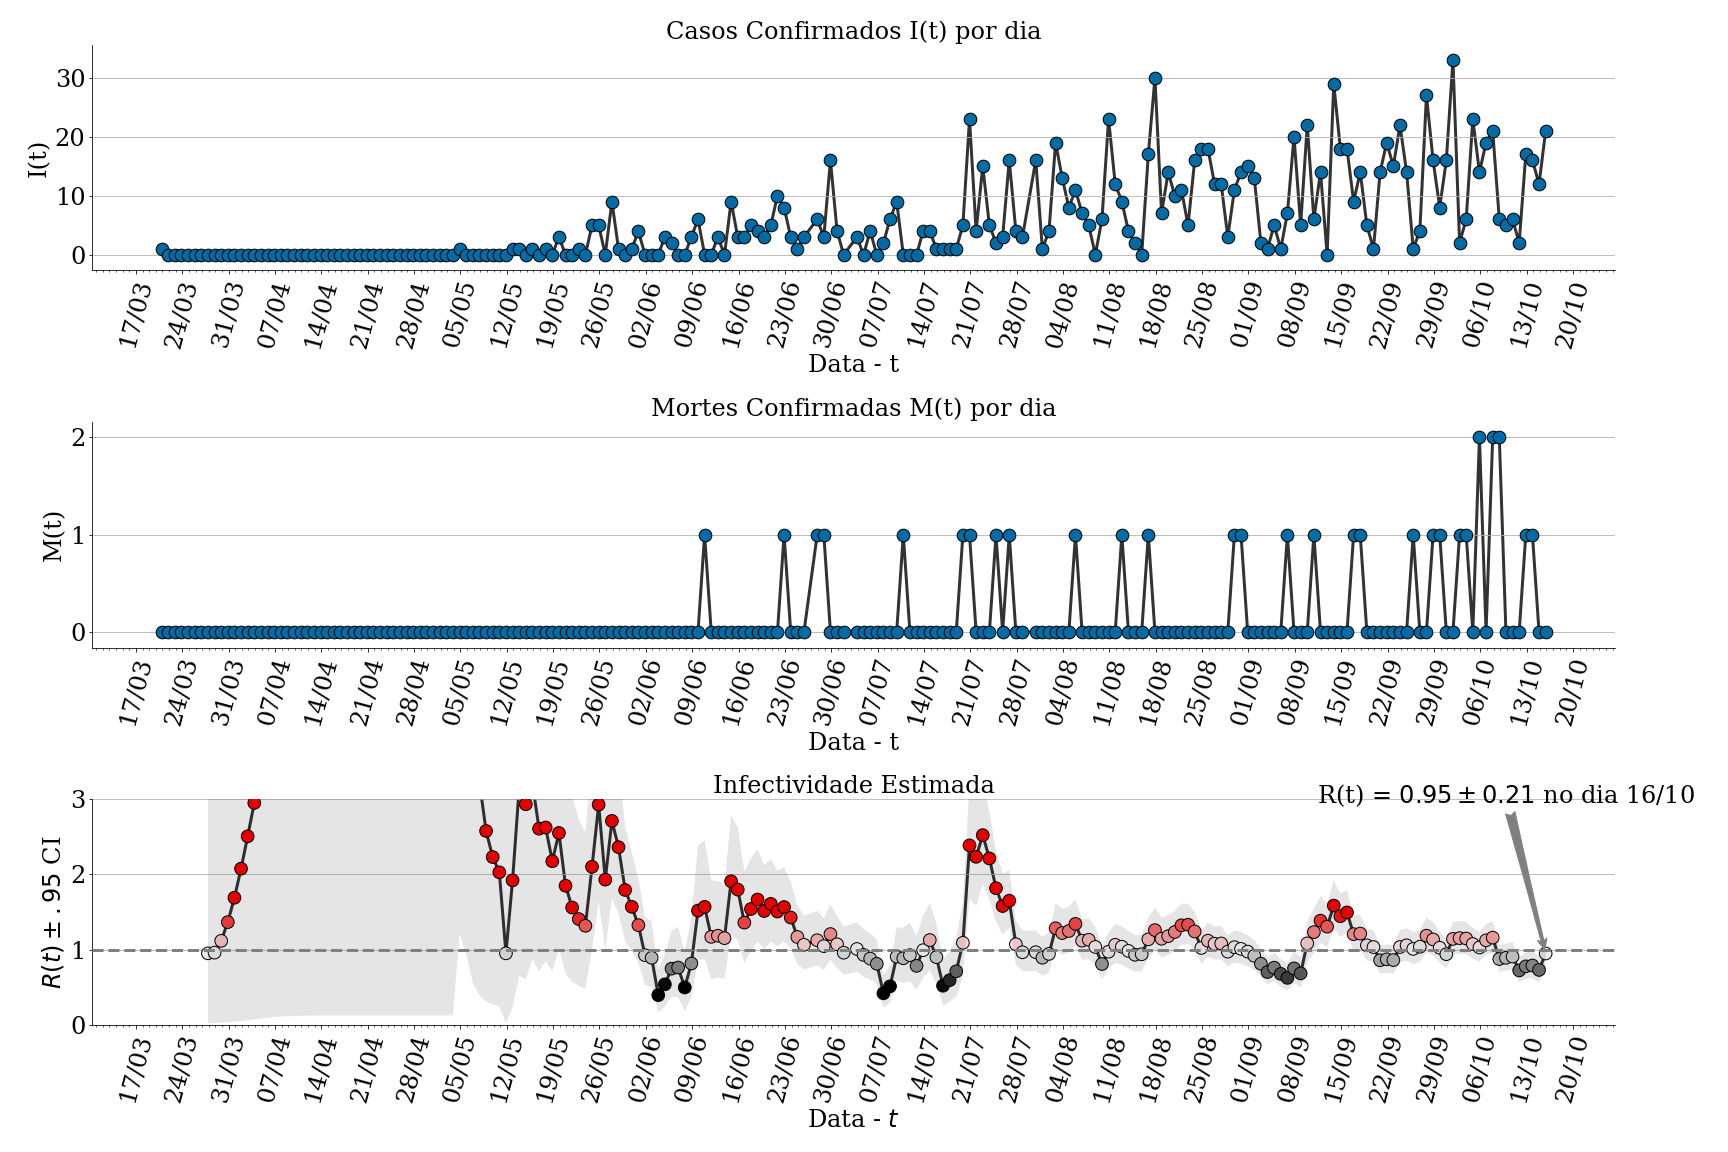 Casos Confirmados I(t) por dia
30
20
10
0
I(t)
17/03 24/03 31/03 07/04 14/04 21/04 28/04 05/05 12/05 19/05 26/05 02/06 09/06 16/06 23/06 30/06 07/07 14/07 21/07 28/07 04/08 11/08 18/08 25/08 01/09 08/09 15/09 22/09 29/09 06/10 13/10 20/10
Data - t
Mortes Confirmadas M(t) por dia
2
1
0
M(t)
17/03 24/03 31/03 07/04 14/04 21/04 28/04 05/05 12/05 19/05 26/05 02/06 09/06 16/06 23/06 30/06 07/07 14/07 21/07 28/07 04/08 11/08 18/08 25/08 01/09 08/09 15/09 22/09 29/09 06/10 13/10 20/10
Data - t
Infectividade Estimada
R(t) = 0.95 ± 0.21 no dia 16/10
3
2
1
0
R(t) ± .95 CI
17/03 24/03 31/03 07/04 14/04 21/04 28/04 05/05 12/05 19/05 26/05 02/06 09/06 16/06 23/06 30/06 07/07 14/07 21/07 28/07 04/08 11/08 18/08 25/08 01/09 08/09 15/09 22/09 29/09 06/10 13/10 20/10
Data - t